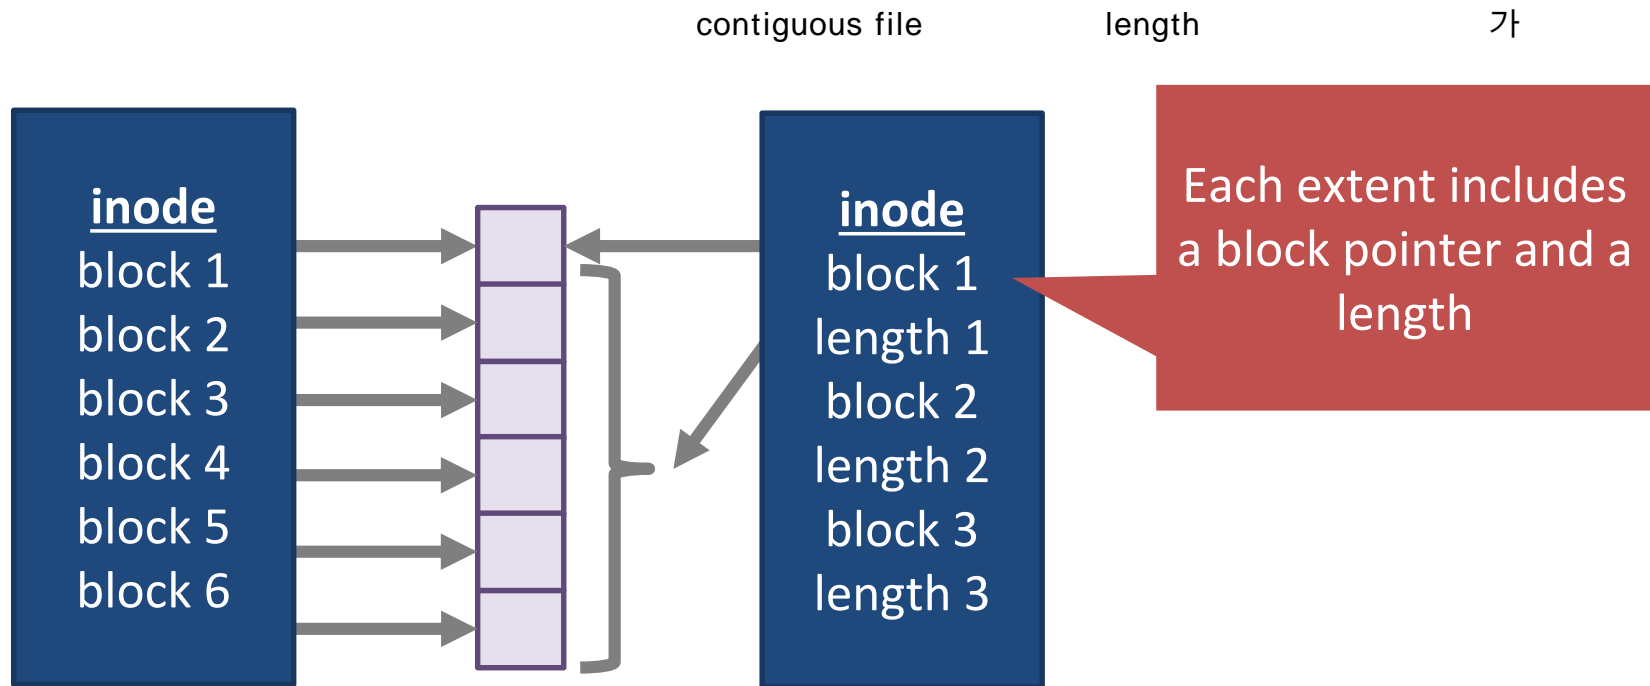 contiguous file length 가
inode
block 1
block 2
block 3
block 4
block 5
block 6
inode
block 1
length 1
block 2
length 2
block 3
length 3
Each extent includes
a block pointer and a
length